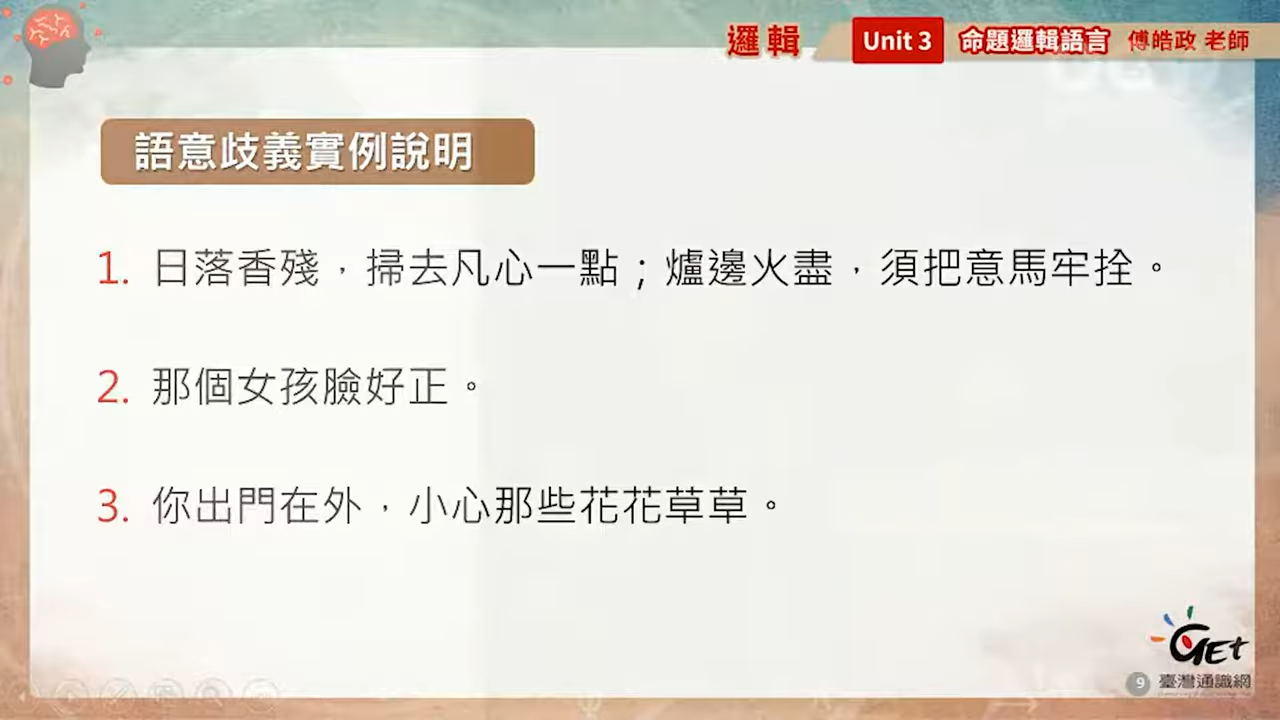 邏輯 Unit 3 命題邏輯語言 傅皓政 老師
語意歧義實例說明
1. 日落香殘，掃去凡心一點；爐邊火盡，須把意馬牢拴。
2. 那個女孩臉好正。
3. 你出門在外，小心那些花花草草。
GET
9 臺灣通識網